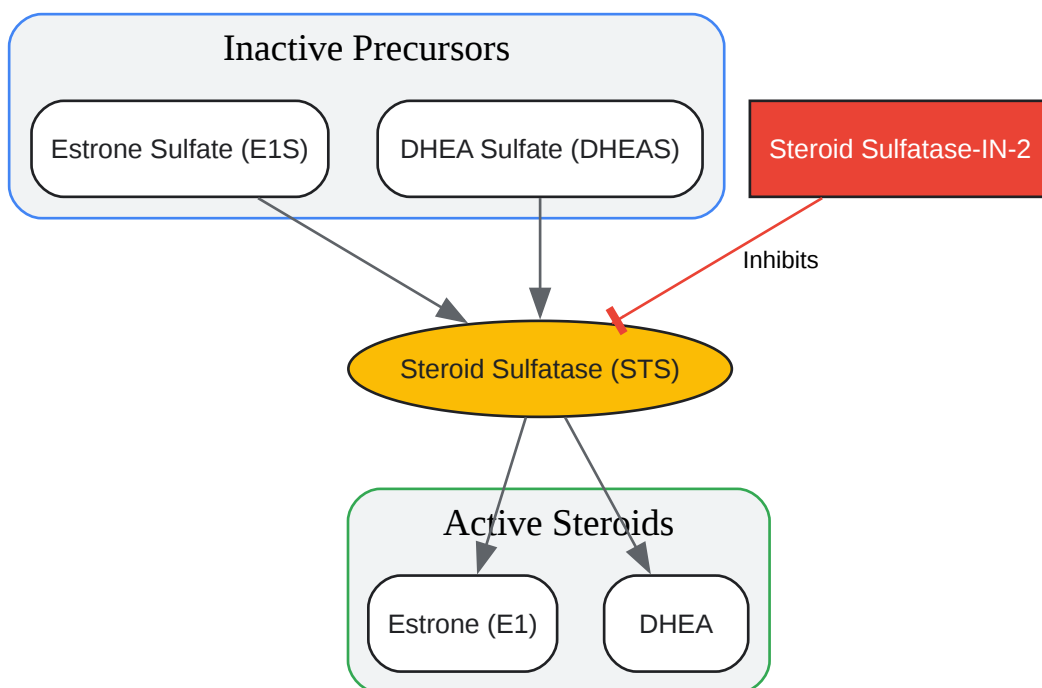 Inactive Precursors
Estrone Sulfate (E1S)
DHEA Sulfate (DHEAS)
Steroid Sulfatase-IN-2
Inhibits
Steroid Sulfatase (STS)
Active Steroids
Estrone (E1)
DHEA